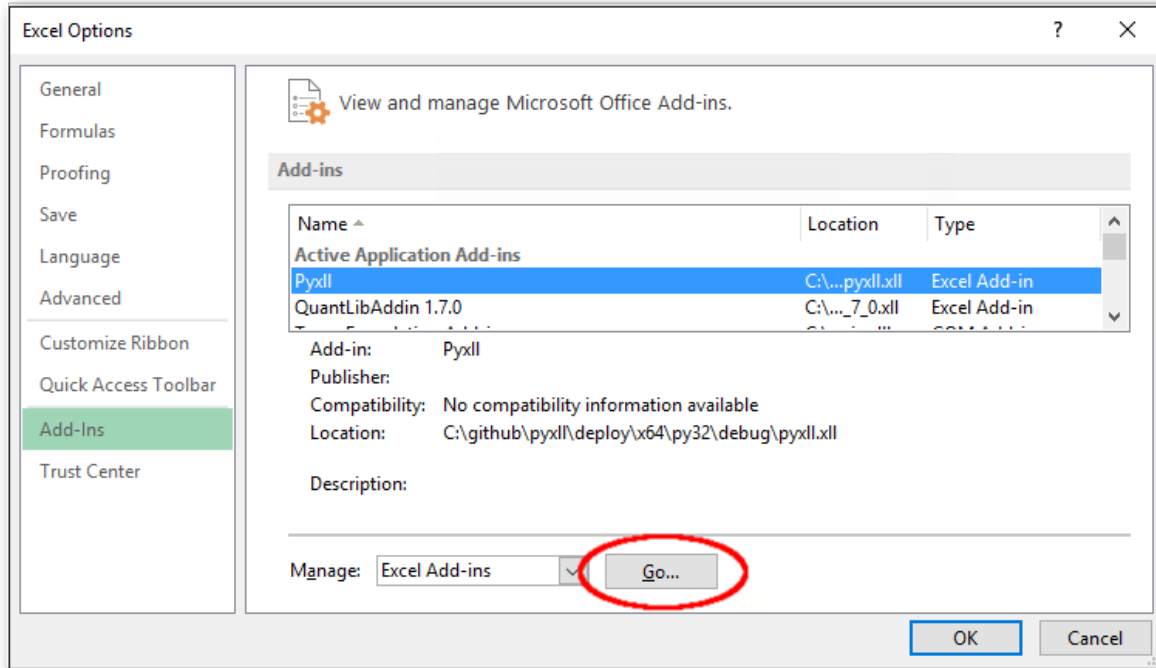 Excel Options
?
General
Formulas
Proofing
Save
Language
Advanced
Customize Ribbon
Quick Access Toolbar
Add-Ins
Trust Center
View and manage Microsoft Office Add-ins.
Add-ins
Name Location Type
Active Application Add-ins
Pyxll C:\...pyxll.xll Excel Add-in
QuantLibAddin 1.7.0 C:\..._7_0.xll Excel Add-in
Add-in: Pyxll
Publisher:
Compatibility: No compatibility information available
Location: C:\github\pyxll\deploy\x64\py32\debug\pyxll.xll
Description:
Manage: Excel Add-ins Go...
OK Cancel